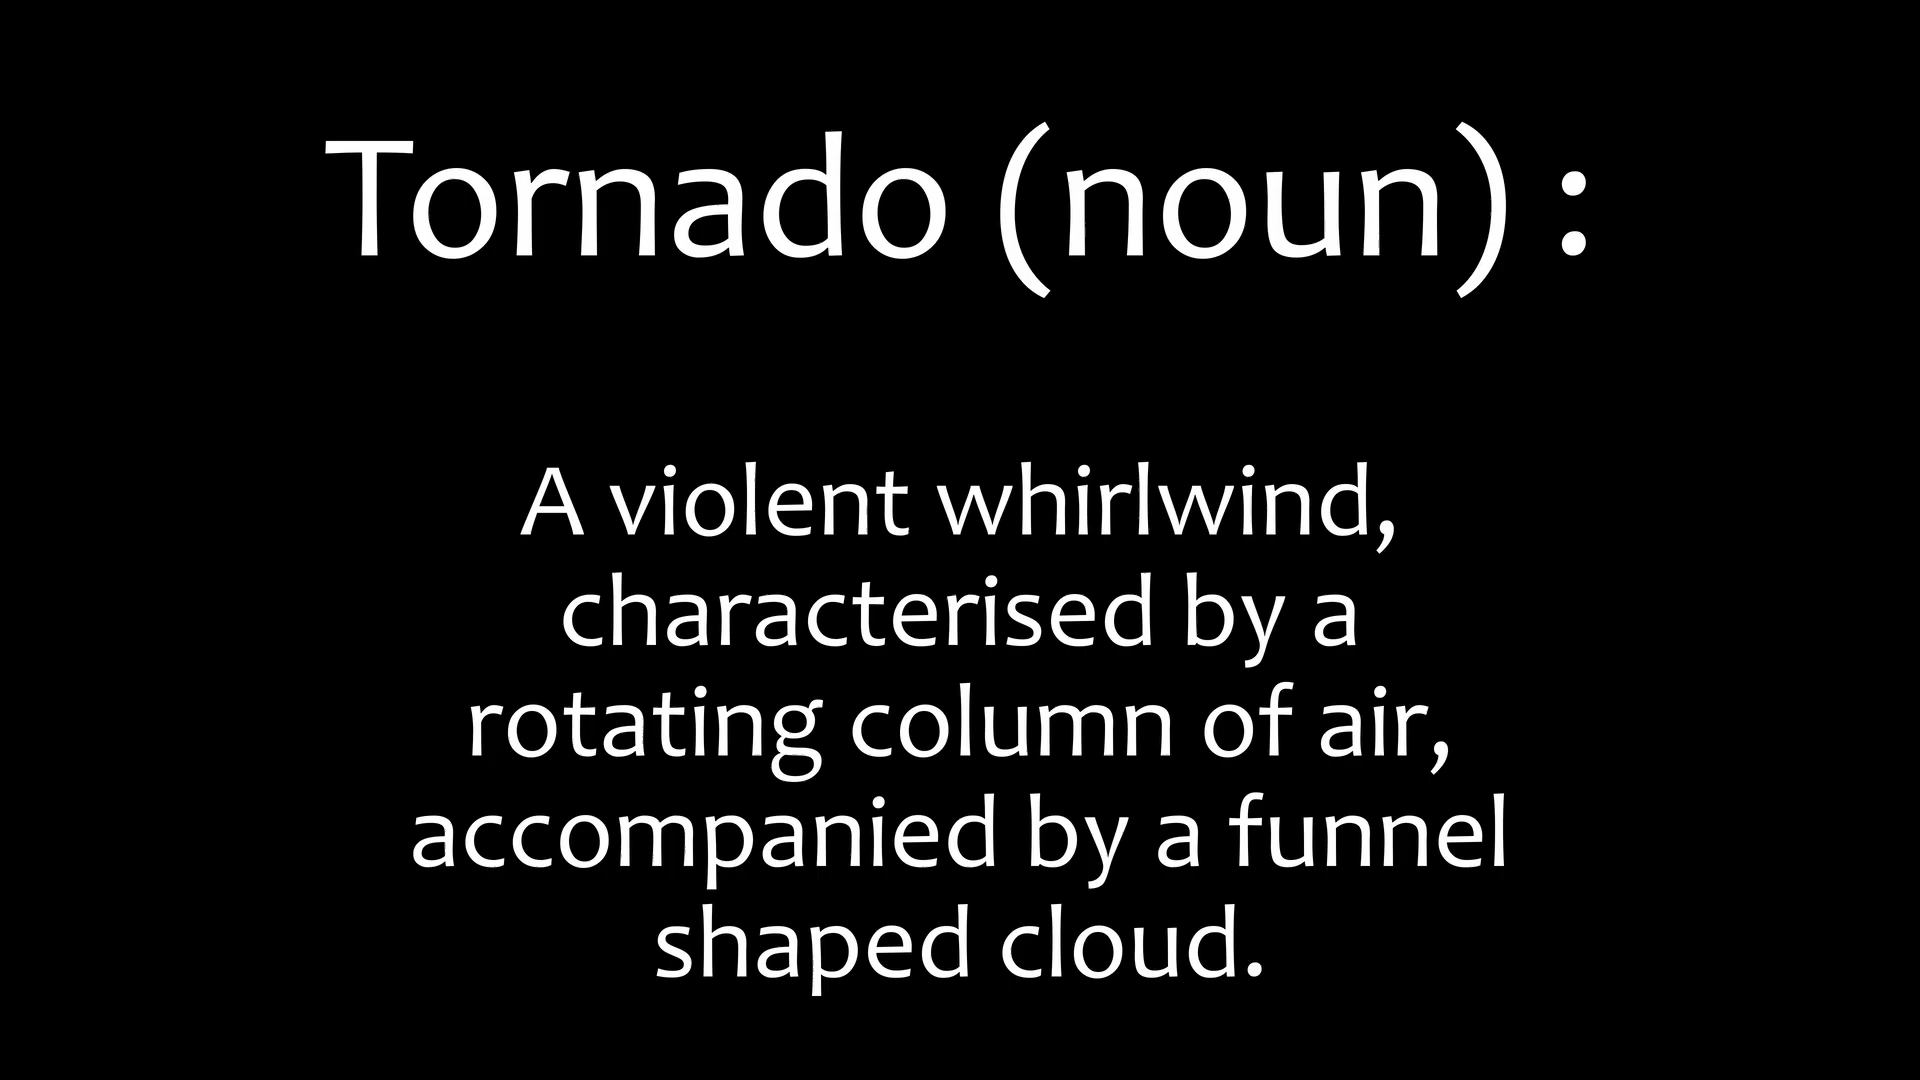 Tornado (noun) :
A violent whirlwind,
characterised by a
rotating column of air,
accompanied by a funnel
shaped cloud.